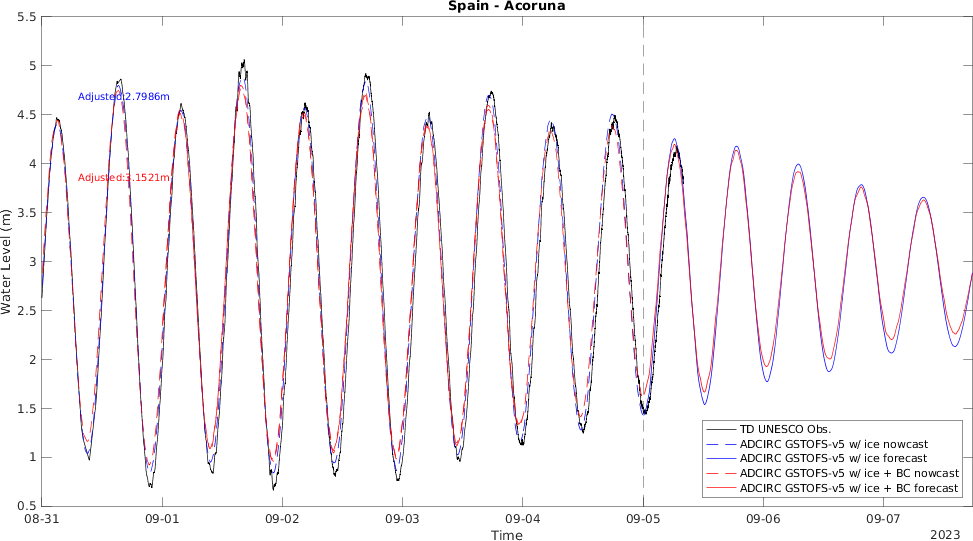 Spain - Acoruna
5.5
5
4.5
4
3.5
3
2.5
2
1.5
1
0.5
Water Level (m)
Adjusted:2.7986m
Adjusted:3.1521m
TD UNESCO Obs.
ADCIRC GSTOFS-v5 w/ ice nowcast
ADCIRC GSTOFS-v5 w/ ice forecast
ADCIRC GSTOFS-v5 w/ ice + BC nowcast
ADCIRC GSTOFS-v5 w/ ice + BC forecast
08-31 09-01 09-02 09-03 09-04 09-05 09-06 09-07
Time
2023